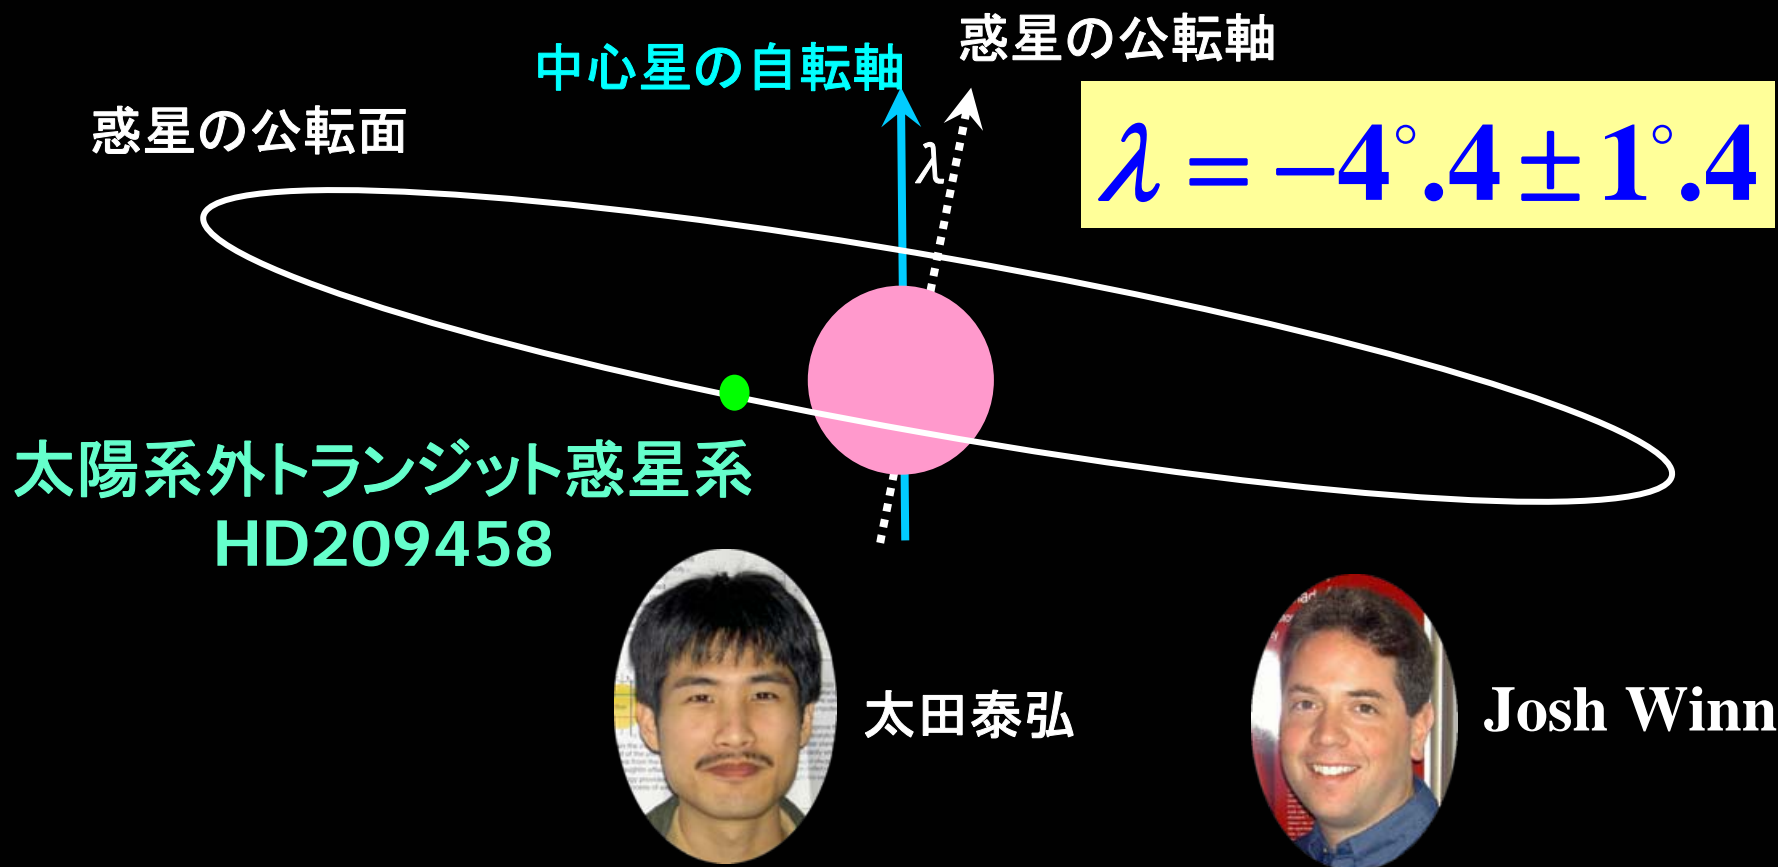 惑星の公転軸
中心星の自転軸
惑星の公転面
λ
λ = −4°.4 ± 1°.4
太陽系外トランジット惑星系
HD209458
太田泰弘
Josh Winn